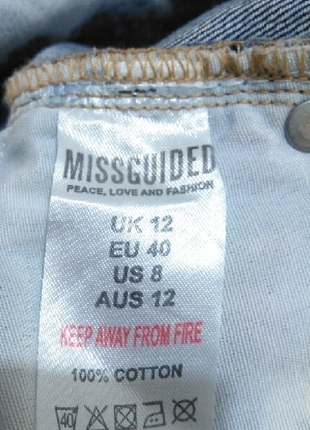 MISSGUIDED
PEACE, LOVE AND FASHION
UK 12
EU 40
US 8
AUS 12
KEEP AWAY FROM FIRE
100% COTTON
40